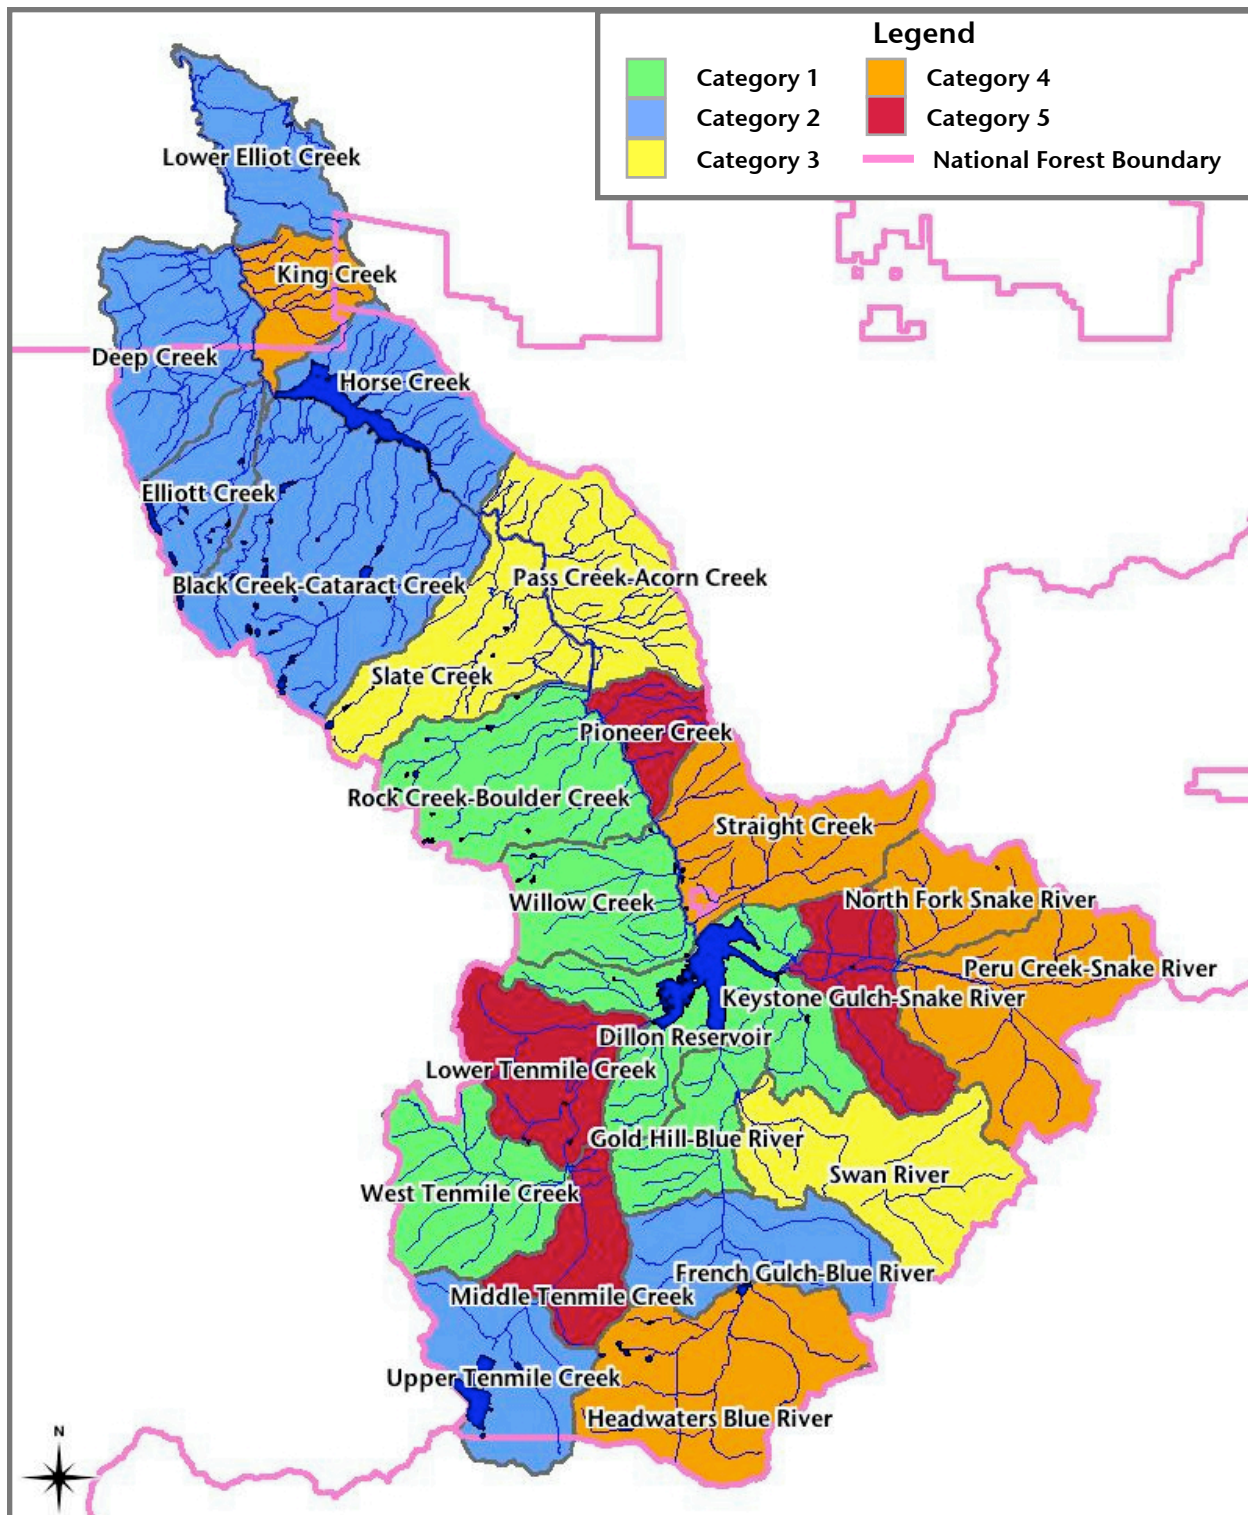 Legend
Category 1
Category 4
Category 2
Category 5
Category 3
National Forest Boundary
Lower Elliot Creek
King Creek
Deep Creek
Horse Creek
Elliott Creek
Pass Creek-Acorn Creek
Black Creek-Cataract Creek
Slate Creek
Pioneer Creek
Rock Creek-Boulder Creek
Straight Creek
North Fork Snake River
Willow Creek
Peru Creek-Snake River
Keystone Gulch-Snake River
Dillon Reservoir
Lower Tenmile Creek
Gold Hill-Blue River
Swan River
West Tenmile Creek
French Gulch-Blue River
Middle Tenmile Creek
Upper Tenmile Creek
Headwaters Blue River
N